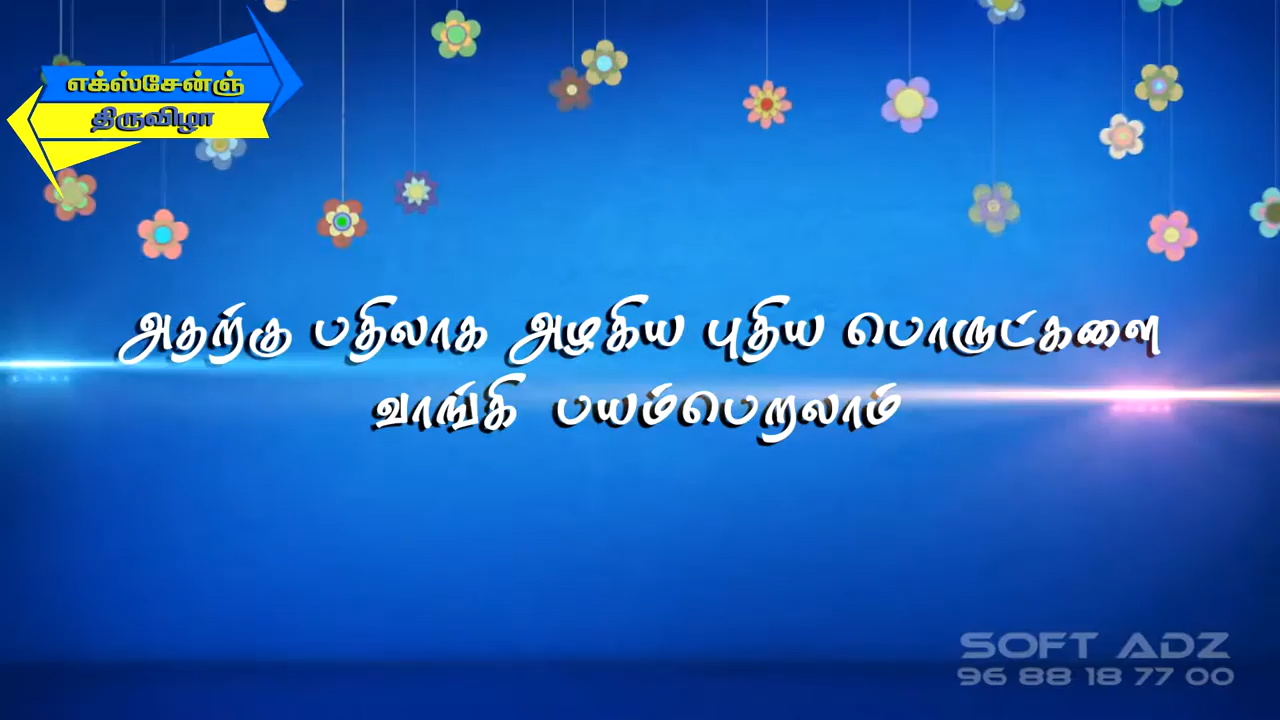 எக்ஸ்சேன்ஞ்
திருவிழா
அதற்கு பதிலாக அழகிய புதிய பொருட்களை
வாங்கி பயம்பெறலாம்
SOFT ADZ
96 88 18 77 00